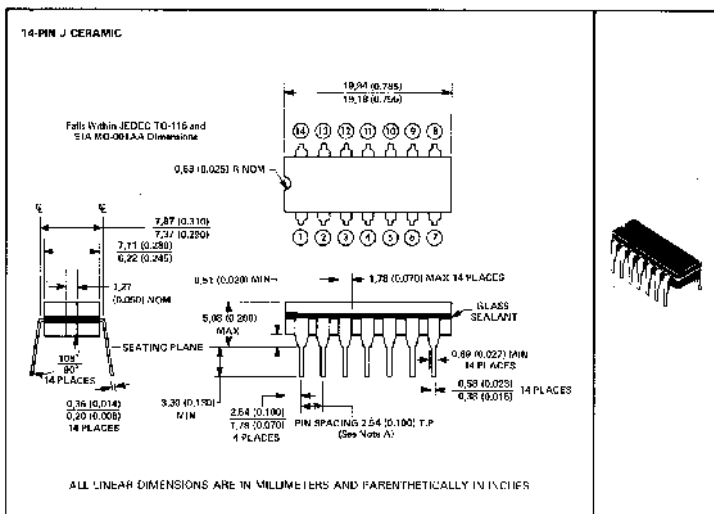 14-PIN J CERAMIC
19,94 (0.785)
19,18 (0.755)
Falls Within JEDEC TO-116 and
EIA MO-001AA Dimensions
14 13 12 11 10 9 8
0,63 (0.025) R NOM
1 2 3 4 5 6 7
℄ ℄
7,87 (0.310)
7,37 (0.290)
7,11 (0.280)
6,22 (0.245)
1,27
(0.050) NOM
0,51 (0.020) MIN
1,78 (0.070) MAX 14 PLACES
5,08 (0.200)
MAX
GLASS
SEALANT
SEATING PLANE
105°
90°
14 PLACES
0,69 (0.027) MIN
14 PLACES
0,36 (0.014)
0,20 (0.008)
14 PLACES
3,30 (0.130)
MIN
2,54 (0.100)
1,78 (0.070)
4 PLACES
PIN SPACING 2,54 (0.100) T.P.
(See Note A)
0,58 (0.023)
0,38 (0.015)
14 PLACES
ALL LINEAR DIMENSIONS ARE IN MILLIMETERS AND PARENTHETICALLY IN INCHES